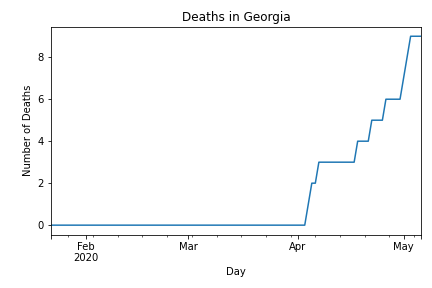 Deaths in Georgia
Number of Deaths
8
6
4
2
0
Feb
2020
Mar
Apr
May
Day